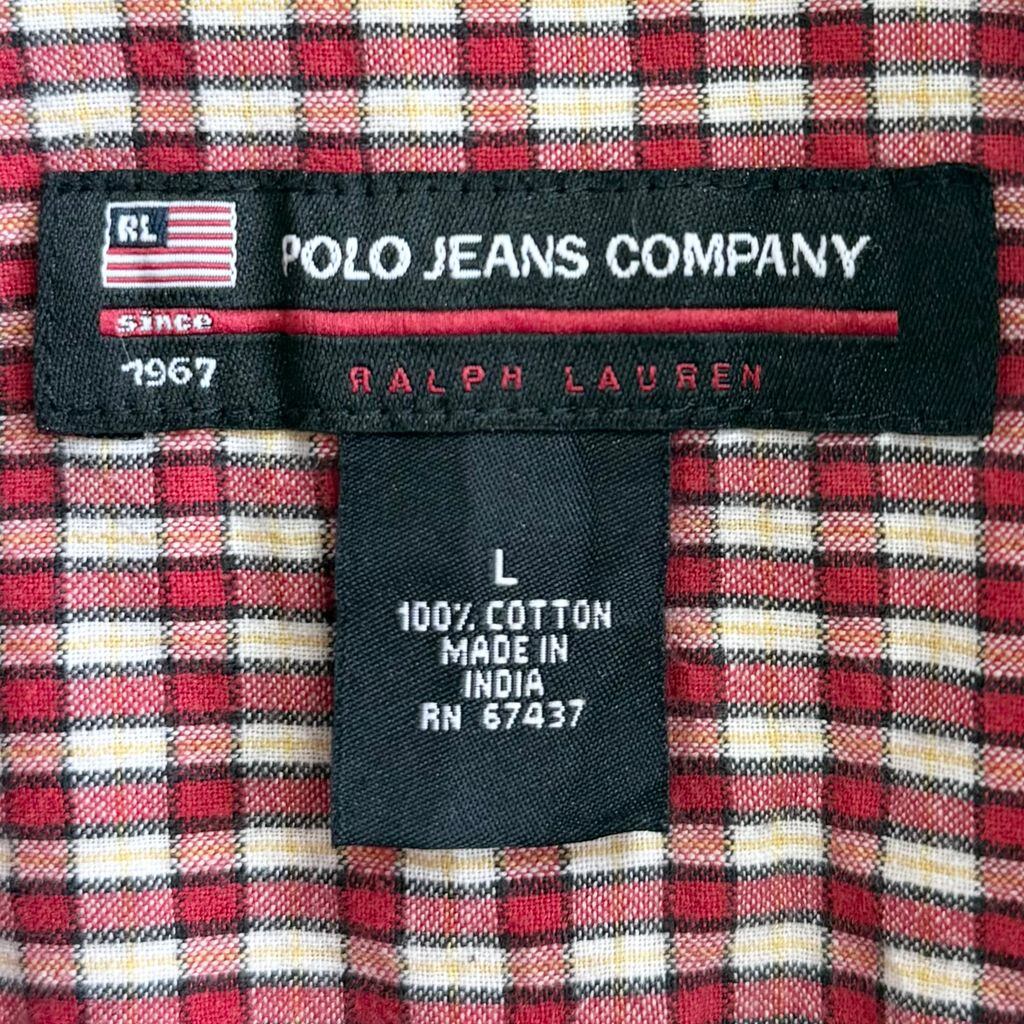 RL
POLO JEANS COMPANY
since
1967
RALPH LAUREN
L
100% COTTON
MADE IN
INDIA
RN 67437